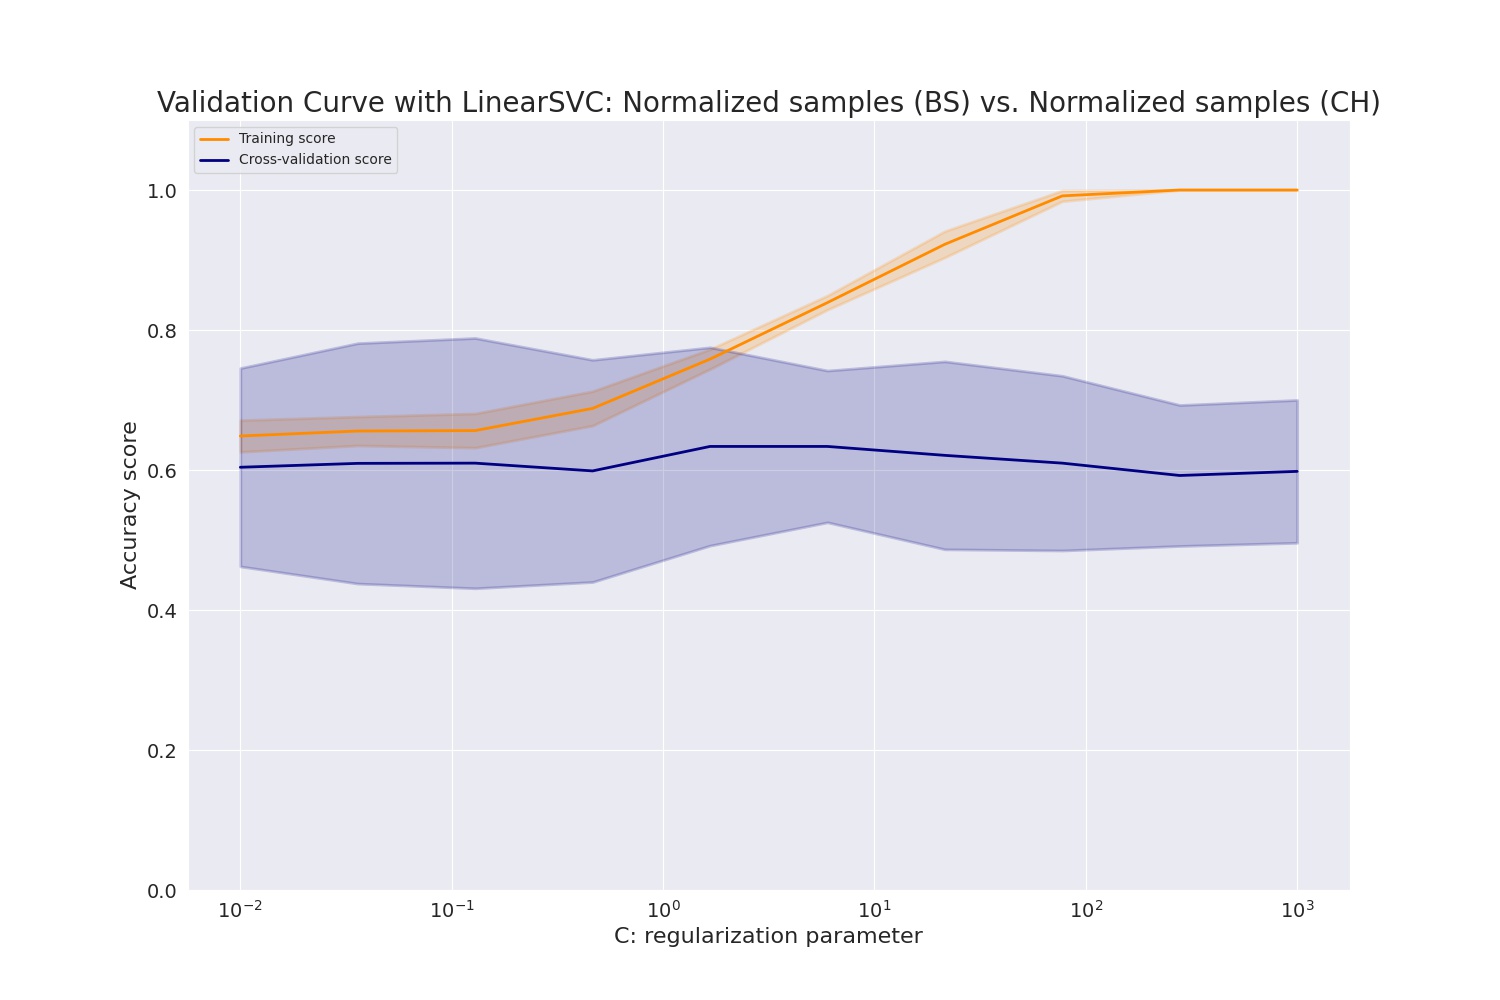 Validation Curve with LinearSVC: Normalized samples (BS) vs. Normalized samples (CH)
Training score
Cross-validation score
1.0
0.8
0.6
0.4
0.2
0.0
Accuracy score
10⁻² 10⁻¹ 10⁰ 10¹ 10² 10³
C: regularization parameter